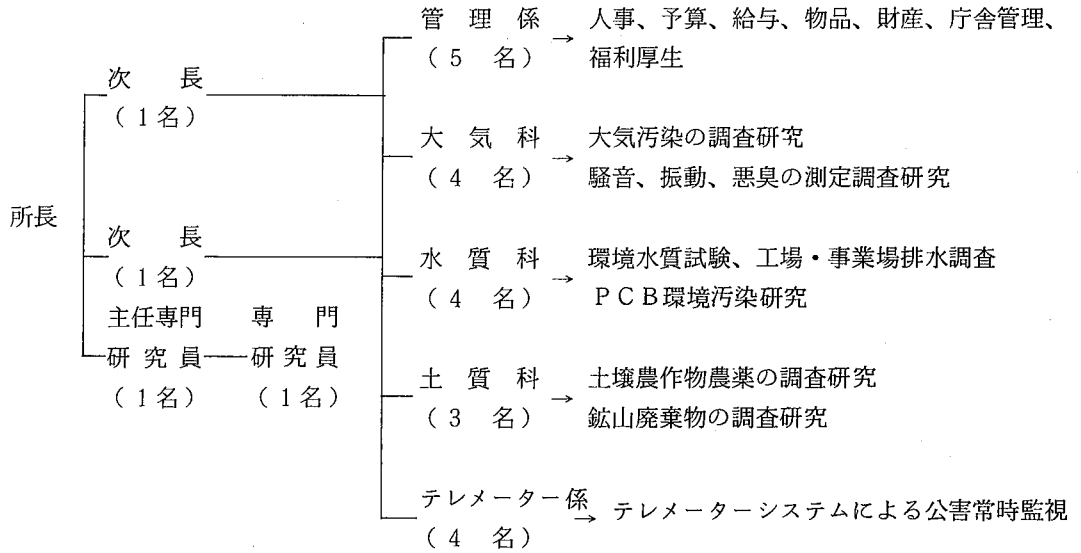 所長
次長
(1名)
次長
(1名)
主任専門
研究員
(1名)
専門
研究員
(1名)
管理係
(5名)
→ 人事、予算、給与、物品、財産、庁舎管理、
福利厚生
大気科
(4名)
→ 大気汚染の調査研究
騒音、振動、悪臭の測定調査研究
水質科
(4名)
→ 環境水質試験、工場・事業場排水調査
PCB環境汚染研究
土質科
(3名)
→ 土壌農作物農薬の調査研究
鉱山廃棄物の調査研究
テレメーター係
(4名)
→ テレメーターシステムによる公害常時監視